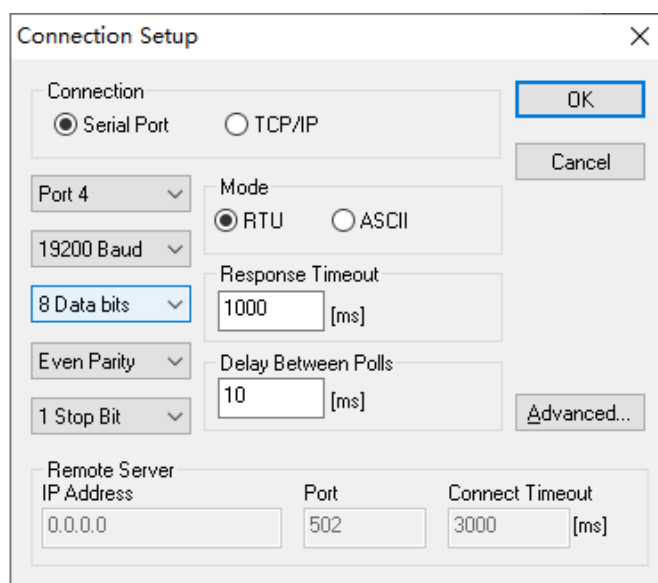 Connection Setup
Connection
Serial Port TCP/IP
OK
Cancel
Port 4
19200 Baud
8 Data bits
Even Parity
1 Stop Bit
Mode
RTU ASCII
Response Timeout
1000 [ms]
Delay Between Polls
10 [ms]
Advanced...
Remote Server
IP Address Port Connect Timeout
0.0.0.0 502 3000 [ms]